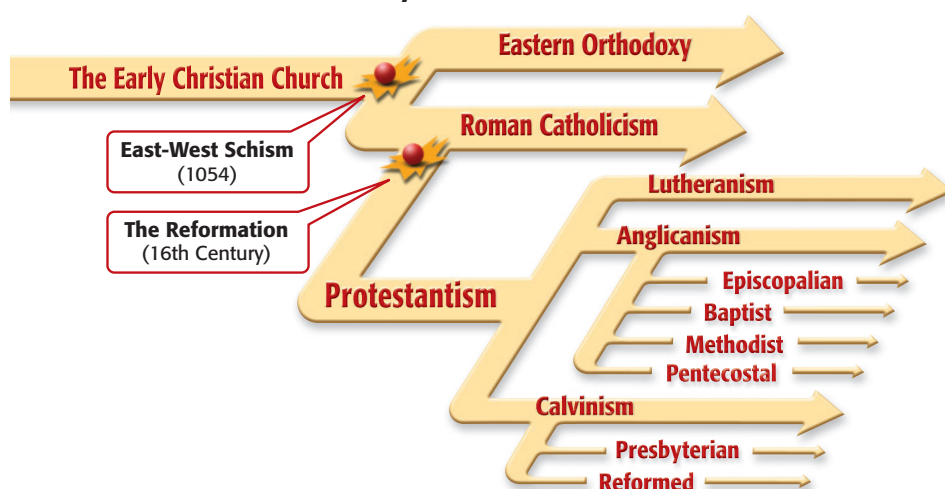 The Early Christian Church
Eastern Orthodoxy
Roman Catholicism
East-West Schism
(1054)
The Reformation
(16th Century)
Protestantism
Lutheranism
Anglicanism
Episcopalian
Baptist
Methodist
Pentecostal
Calvinism
Presbyterian
Reformed